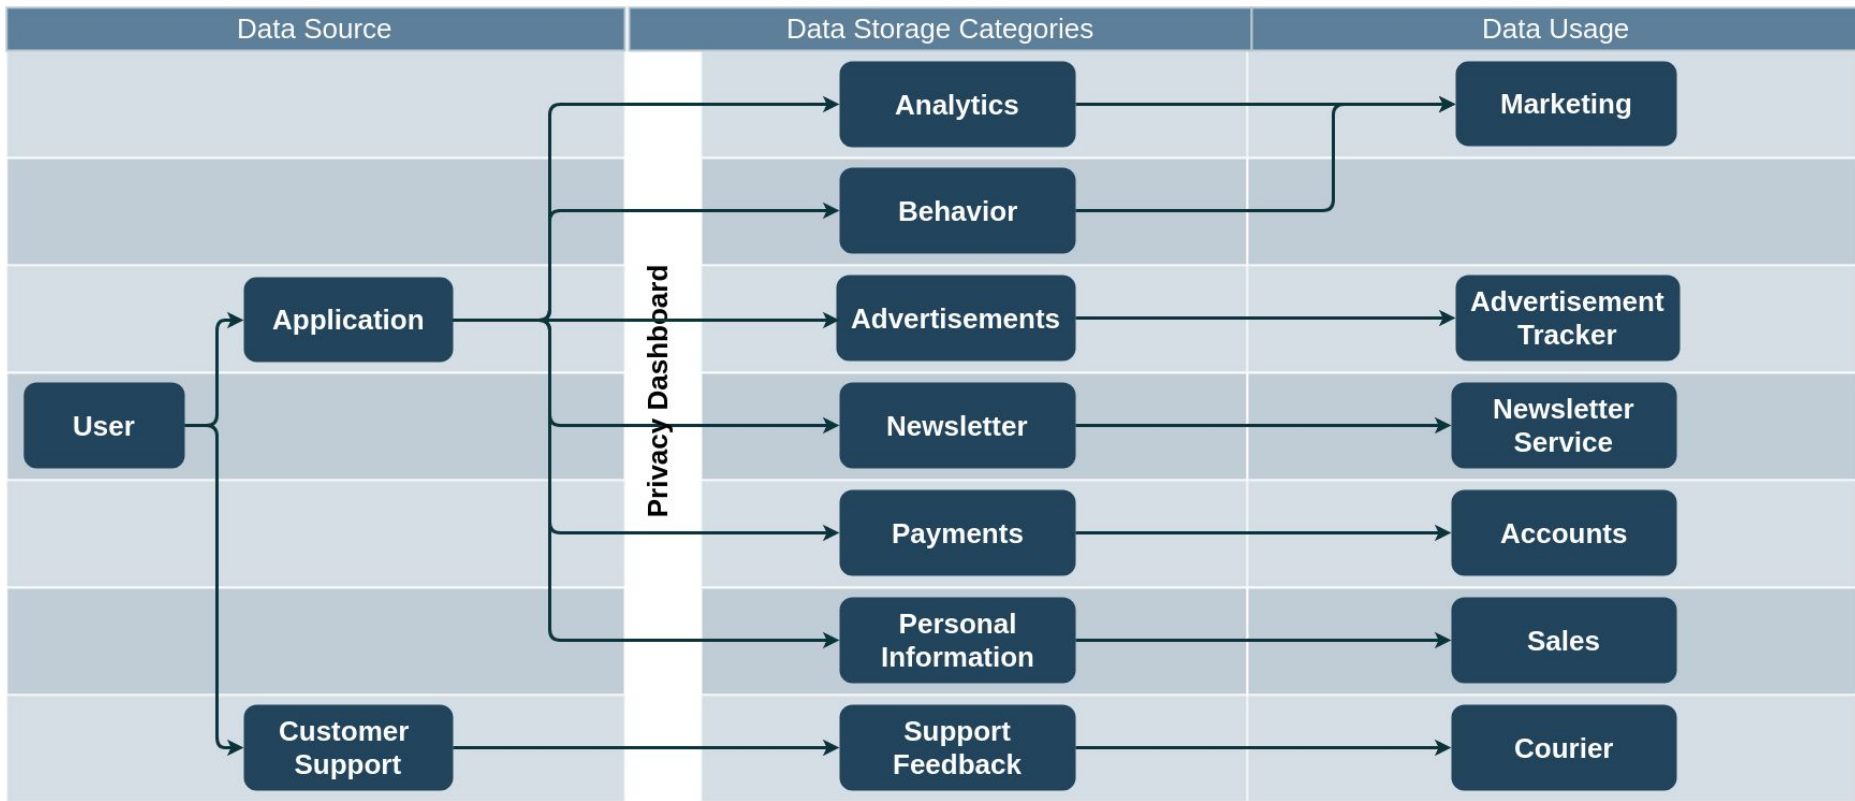 Data Source
Data Storage Categories
Data Usage
Analytics
Marketing
Behavior
Application
Privacy Dashboard
Advertisements
Advertisement
Tracker
User
Newsletter
Newsletter
Service
Payments
Accounts
Personal
Information
Sales
Customer
Support
Support
Feedback
Courier